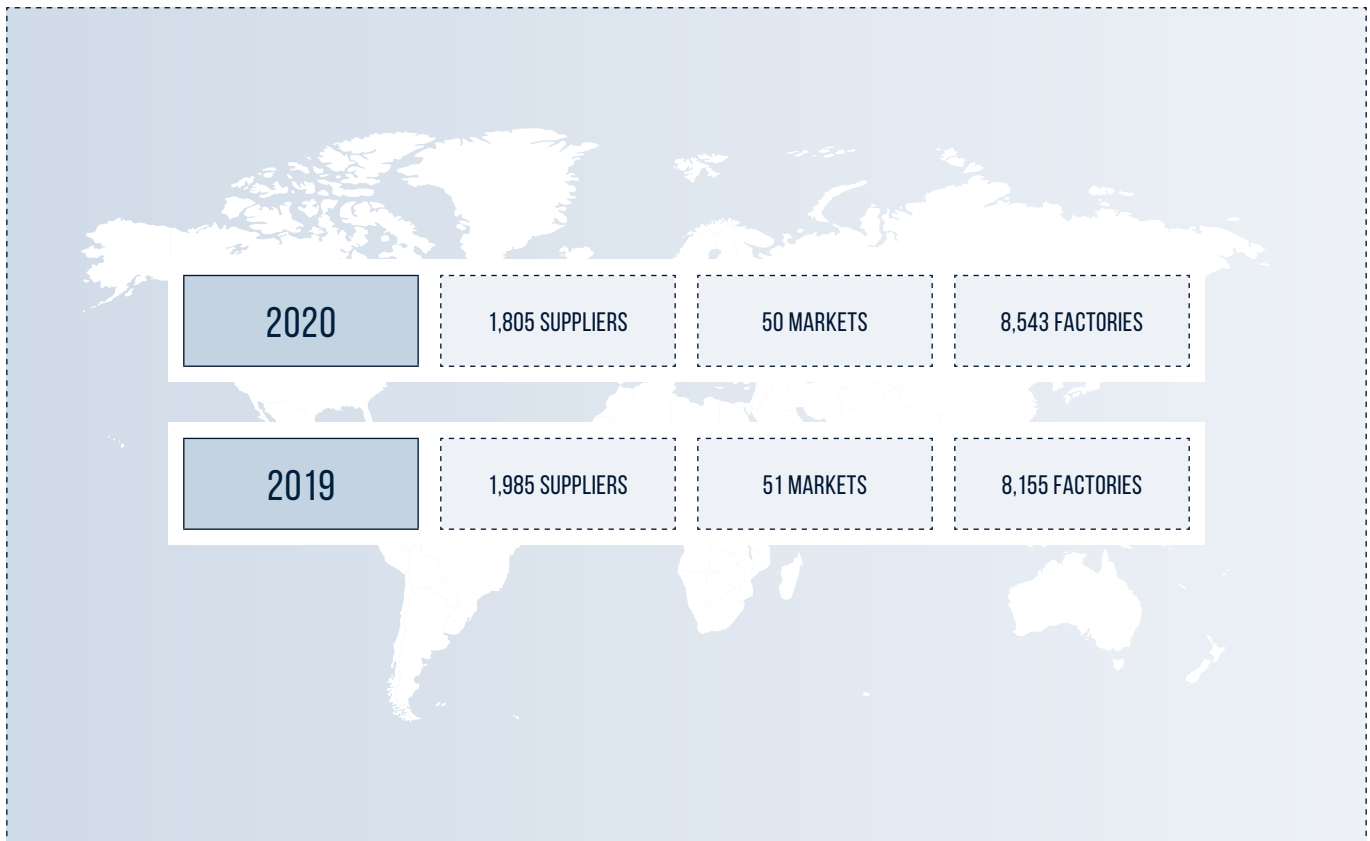 2020
1,805 SUPPLIERS
50 MARKETS
8,543 FACTORIES
2019
1,985 SUPPLIERS
51 MARKETS
8,155 FACTORIES